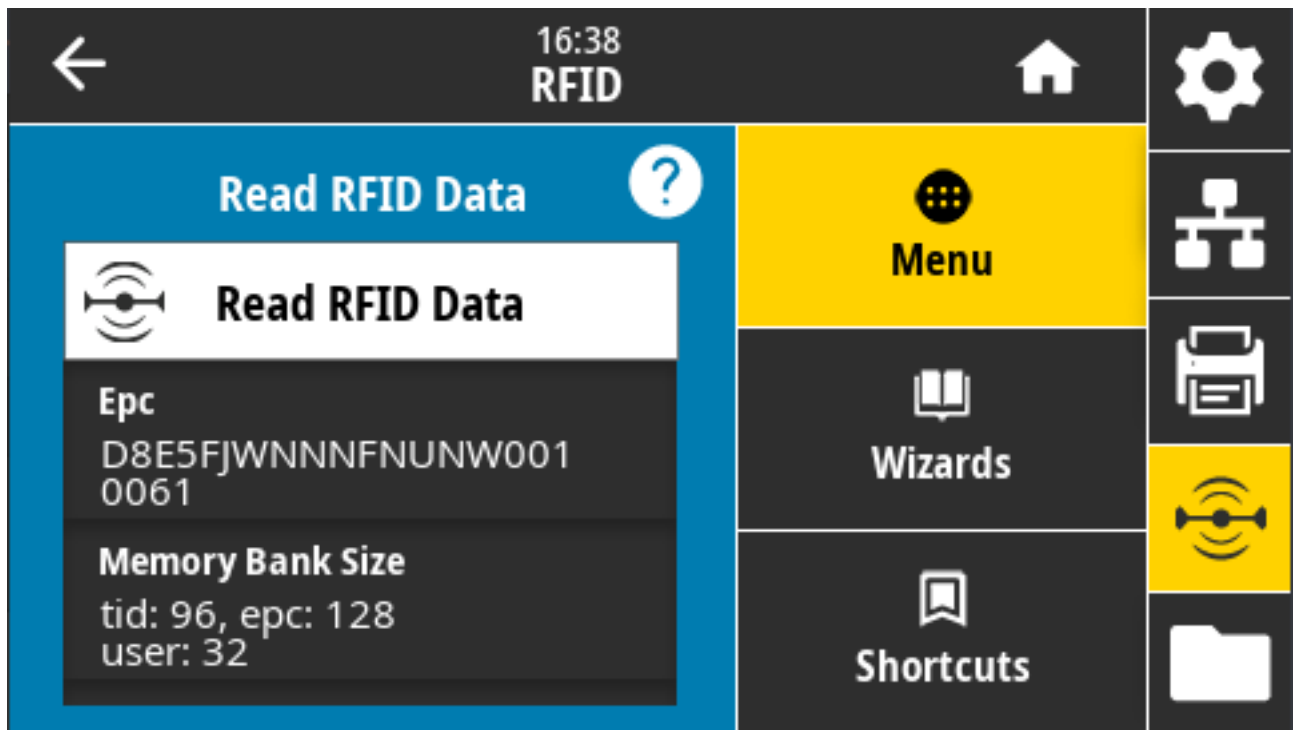 16:38
RFID
Read RFID Data
?
Read RFID Data
Epc
D8E5FJWNNNFNUNW001
0061
Memory Bank Size
tid: 96, epc: 128
user: 32
Menu
Wizards
Shortcuts